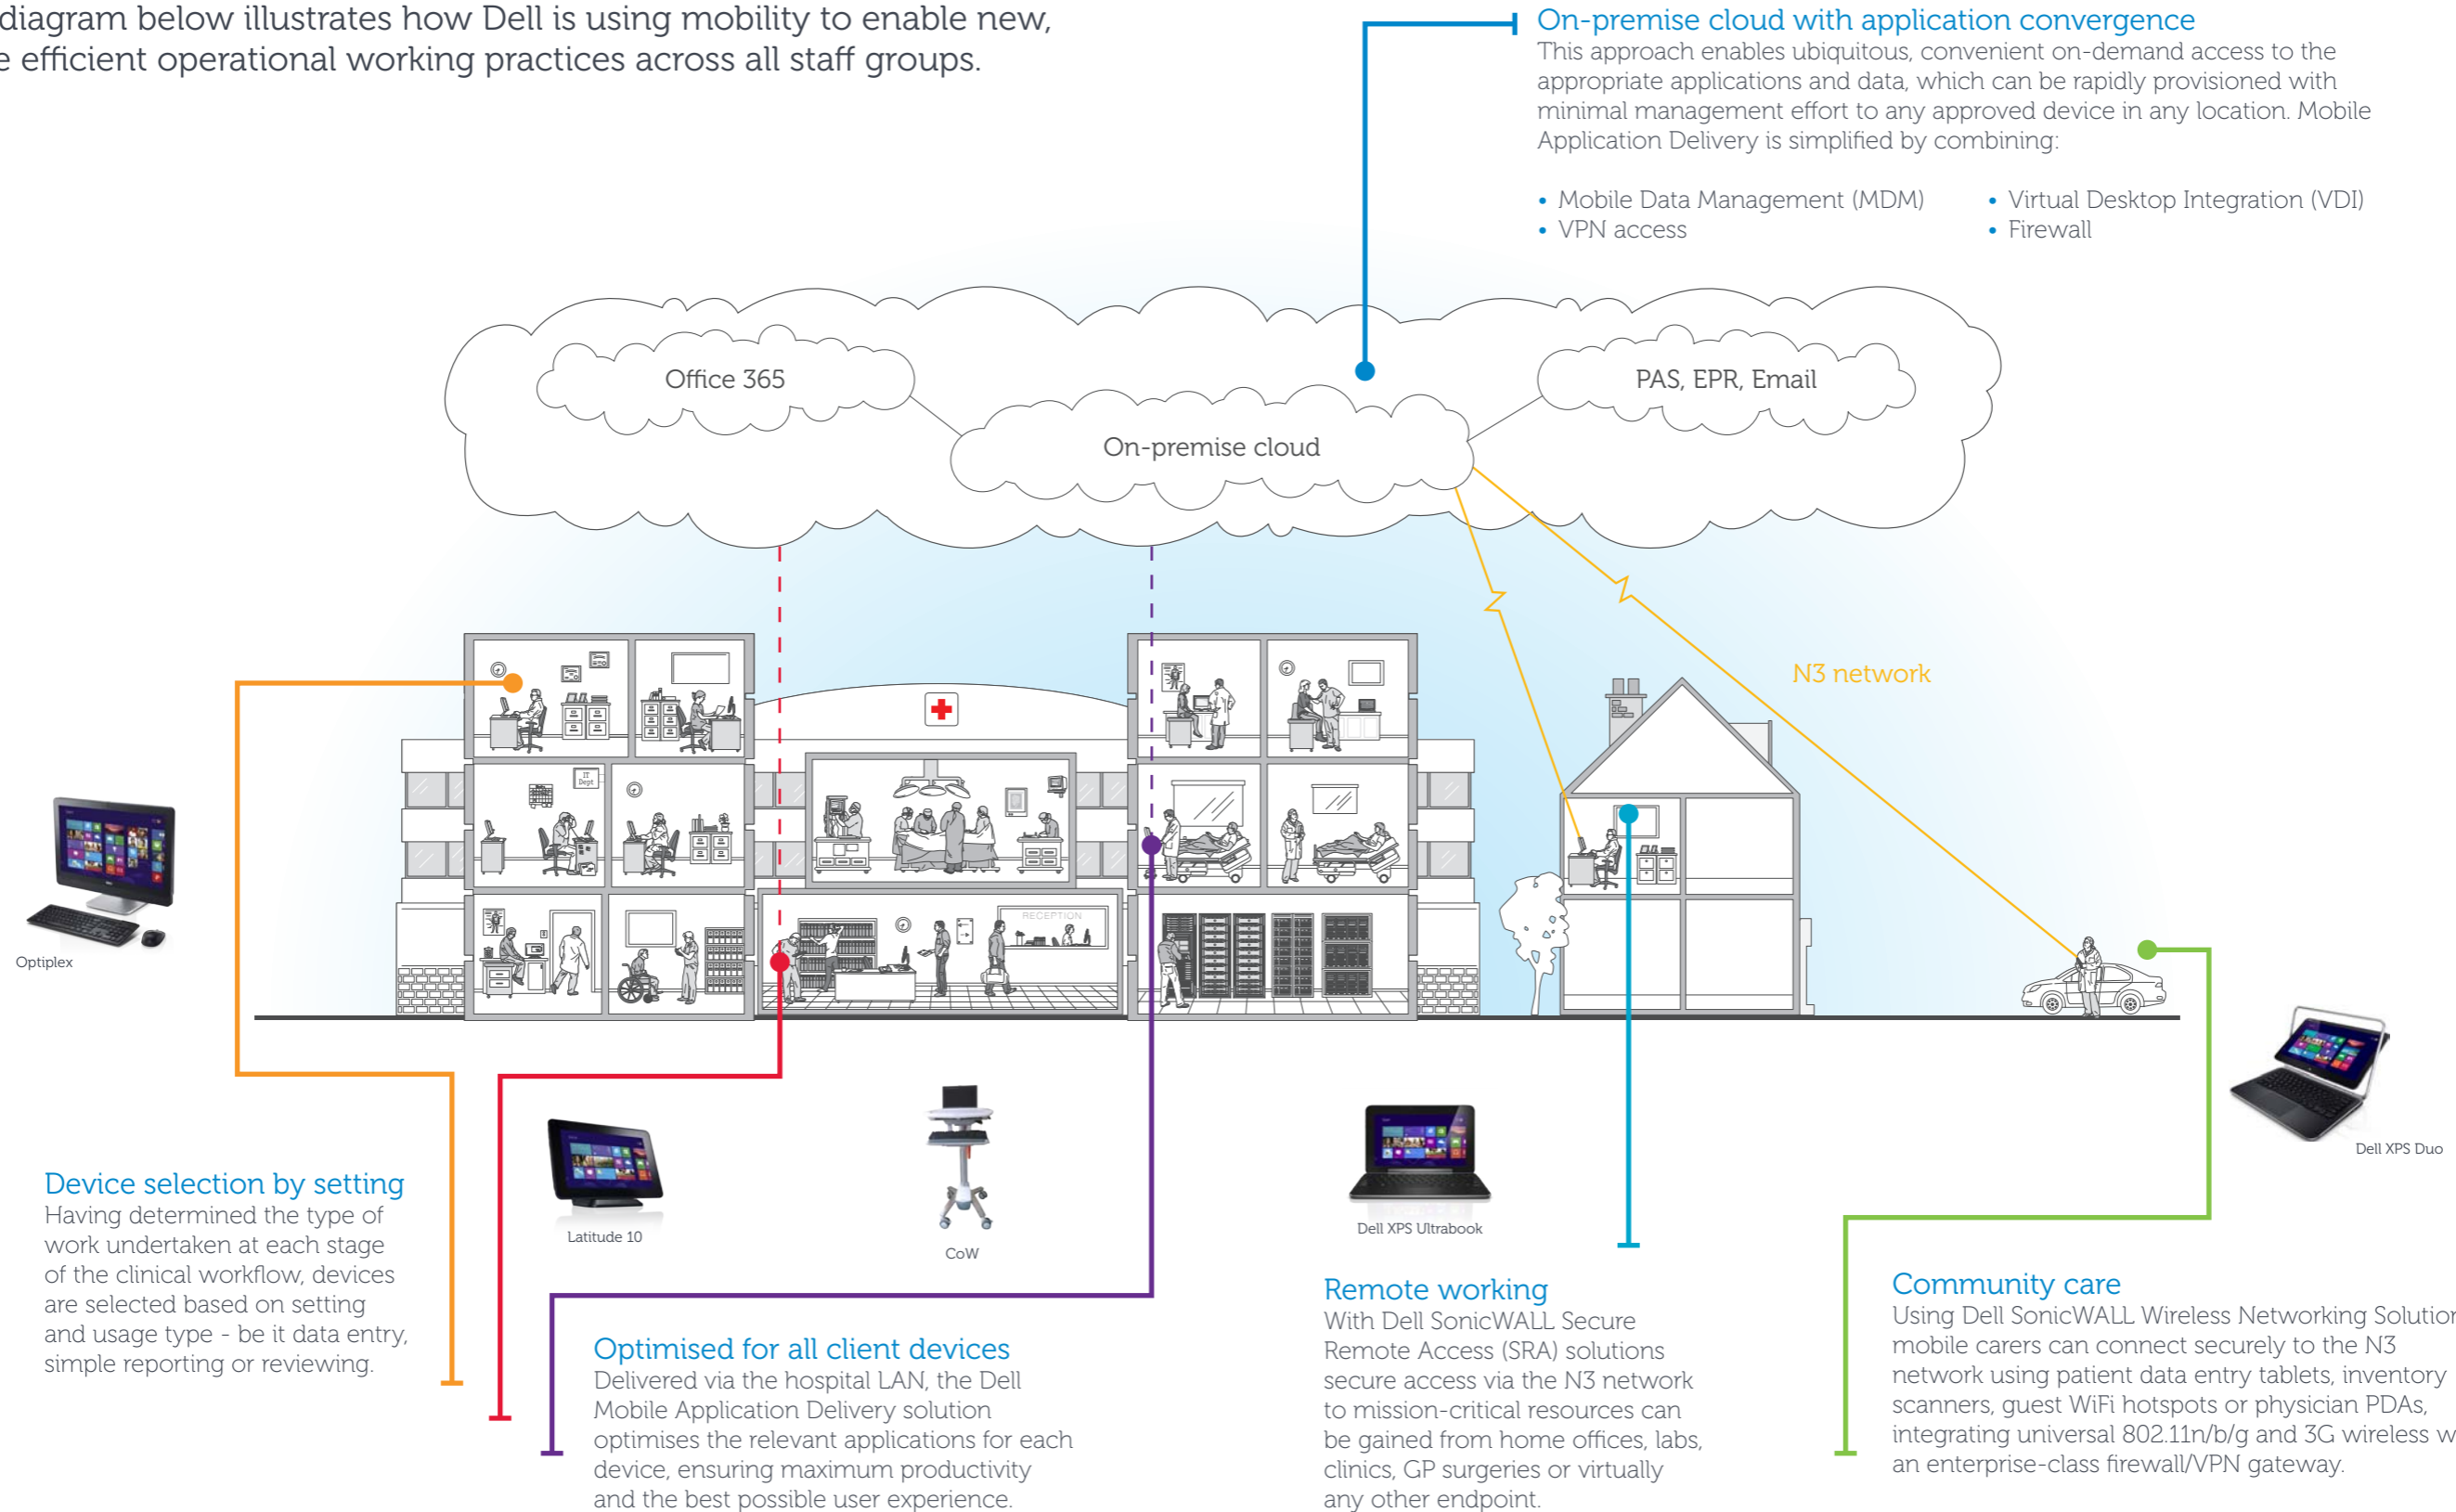 diagram below illustrates how Dell is using mobility to enable new,
e efficient operational working practices across all staff groups.
On-premise cloud with application convergence
This approach enables ubiquitous, convenient on-demand access to the
appropriate applications and data, which can be rapidly provisioned with
minimal management effort to any approved device in any location. Mobile
Application Delivery is simplified by combining:
• Mobile Data Management (MDM)
• VPN access
• Virtual Desktop Integration (VDI)
• Firewall
Office 365
On-premise cloud
PAS, EPR, Email
N3 network
IT
Dept
RECEPTION
Optiplex
Latitude 10
CoW
Dell XPS Ultrabook
Dell XPS Duo
Device selection by setting
Having determined the type of
work undertaken at each stage
of the clinical workflow, devices
are selected based on setting
and usage type - be it data entry,
simple reporting or reviewing.
Optimised for all client devices
Delivered via the hospital LAN, the Dell
Mobile Application Delivery solution
optimises the relevant applications for each
device, ensuring maximum productivity
and the best possible user experience.
Remote working
With Dell SonicWALL Secure
Remote Access (SRA) solutions
secure access via the N3 network
to mission-critical resources can
be gained from home offices, labs,
clinics, GP surgeries or virtually
any other endpoint.
Community care
Using Dell SonicWALL Wireless Networking Solution
mobile carers can connect securely to the N3
network using patient data entry tablets, inventory
scanners, guest WiFi hotspots or physician PDAs,
integrating universal 802.11n/b/g and 3G wireless w
an enterprise-class firewall/VPN gateway.